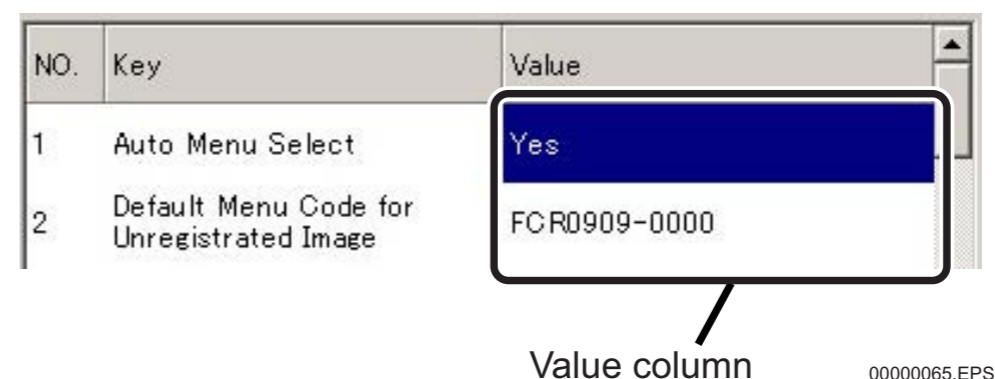 NO. Key Value
1 Auto Menu Select Yes
2 Default Menu Code for
Unregistrated Image FCR0909-0000
Value column
00000065.EPS